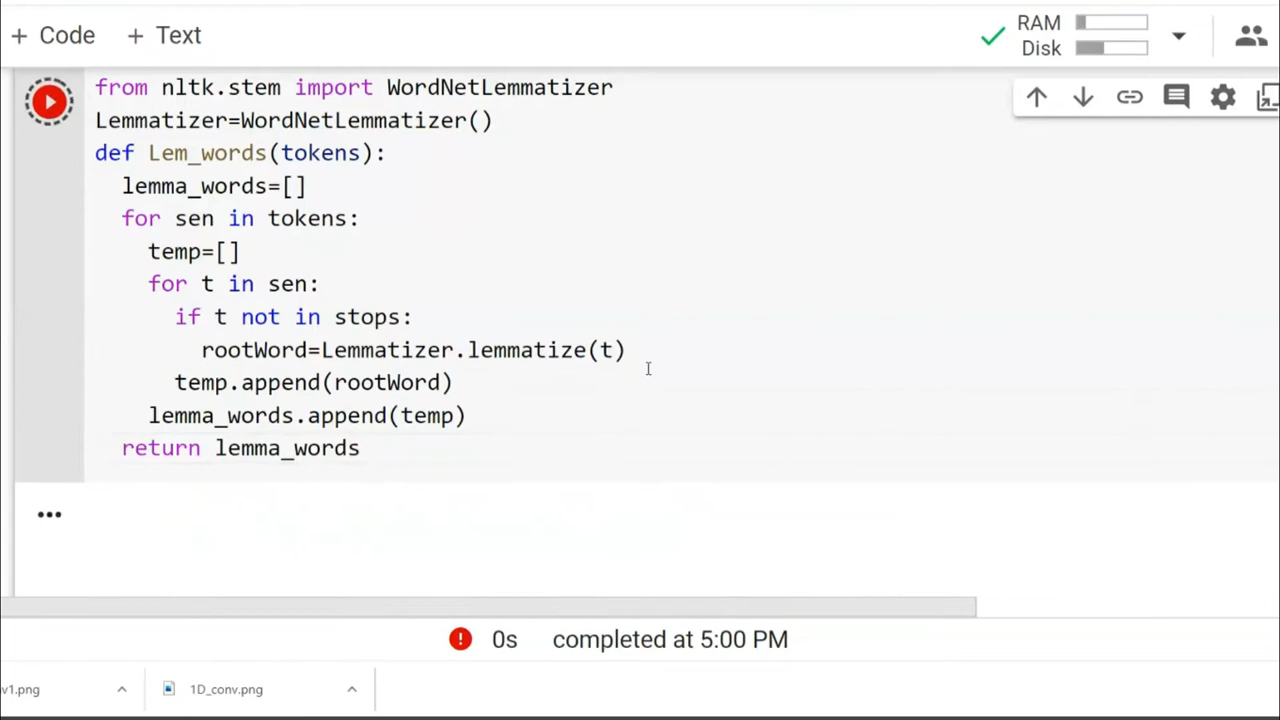 + Code + Text
RAM
Disk
from nltk.stem import WordNetLemmatizer
Lemmatizer=WordNetLemmatizer()
def Lem_words(tokens):
  lemma_words=[]
  for sen in tokens:
    temp=[]
    for t in sen:
      if t not in stops:
        rootWord=Lemmatizer.lemmatize(t)
      temp.append(rootWord)
    lemma_words.append(temp)
  return lemma_words
0s completed at 5:00 PM
v1.png 1D_conv.png